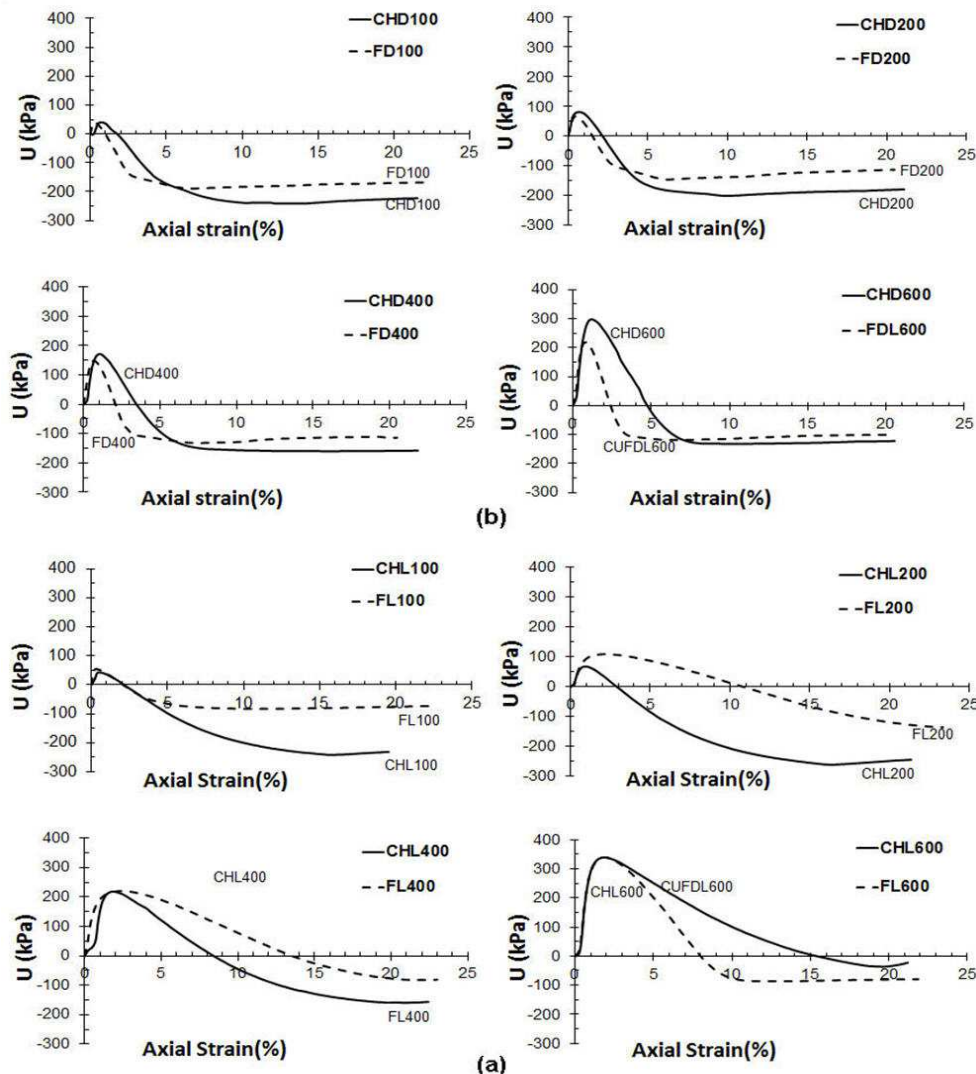 400
300
200
100
0
-100
-200
-300
U (kPa)
CHD100
FD100
0
5
10
15
20
25
FD100
CHD100
Axial strain(%)
400
300
200
100
0
-100
-200
-300
U (kPa)
CHD200
FD200
0
5
10
15
20
25
FD200
CHD200
Axial strain(%)
400
300
200
100
0
-100
-200
-300
U (kPa)
CHD400
FD400
CHD400
0
5
10
15
20
25
FD400
Axial strain(%)
400
300
200
100
0
-100
-200
-300
U (kPa)
CHD600
FDL600
CHD600
0
5
10
15
20
25
CUFDL600
Axial strain(%)
(b)
400
300
200
100
0
-100
-200
-300
U (kPa)
CHL100
FL100
0
5
10
15
20
25
FL100
CHL100
Axial Strain(%)
400
300
200
100
0
-100
-200
-300
U (kPa)
CHL200
FL200
0
5
10
15
20
25
FL200
CHL200
Axial Strain(%)
400
300
200
100
0
-100
-200
-300
U (kPa)
CHL400
FL400
CHL400
0
5
10
15
20
25
FL400
Axial Strain(%)
400
300
200
100
0
-100
-200
-300
U (kPa)
CHL600
FL600
CHL600
CUFDL600
0
5
10
15
20
25
Axial Strain(%)
(a)